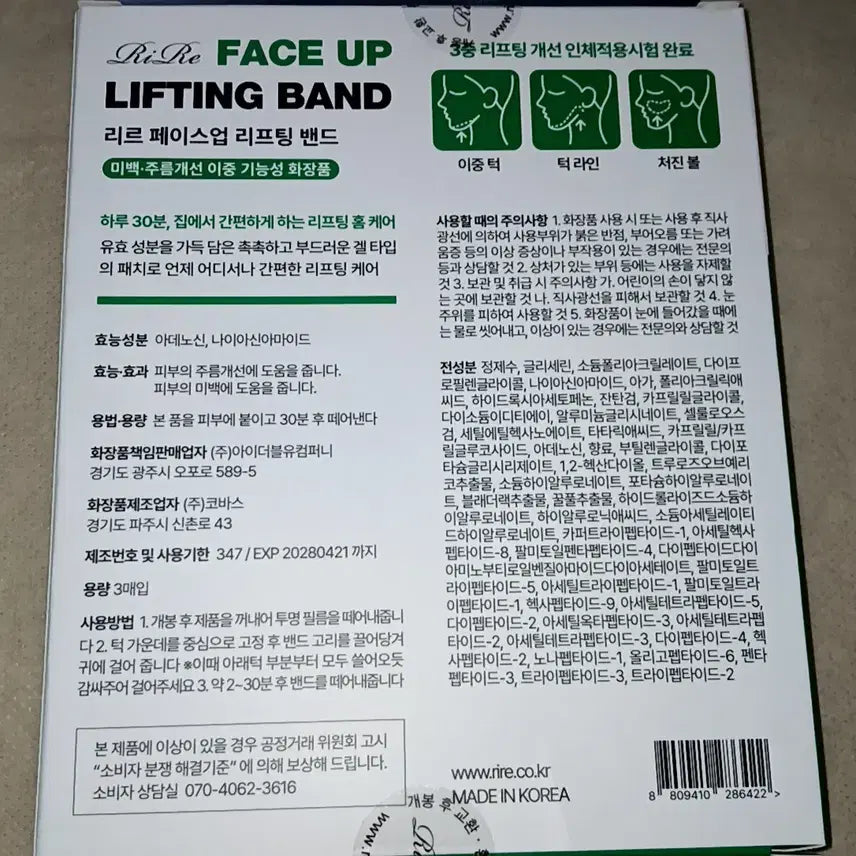 RiRe FACE UP
LIFTING BAND
리르 페이스업 리프팅 밴드
미백·주름개선 이중 기능성 화장품
하루 30분, 집에서 간편하게 하는 리프팅 홈 케어
유효 성분을 가득 담은 촉촉하고 부드러운 겔 타입
의 패치로 언제 어디서나 간편한 리프팅 케어
효능성분 아데노신, 나이아신아마이드
효능·효과 피부의 주름개선에 도움을 줍니다.
피부의 미백에 도움을 줍니다.
용법·용량 본 품을 피부에 붙이고 30분 후 떼어낸다
화장품책임판매업자 (주)아이더블유컴퍼니
경기도 광주시 오포로 589-5
화장품제조업자 (주)코바스
경기도 파주시 신촌로 43
제조번호 및 사용기한 347 / EXP 20280421 까지
용량 3매입
사용방법 1. 개봉 후 제품을 꺼내어 투명 필름을 떼어내줍니
다 2. 턱 가운데를 중심으로 고정 후 밴드 고리를 끌어당겨
귀에 걸어 줍니다 ※이때 아래턱 부분부터 모두 쓸어오듯
감싸주어 걸어주세요 3. 약 2~30분 후 밴드를 떼어내줍니다
본 제품에 이상이 있을 경우 공정거래 위원회 고시
"소비자 분쟁 해결기준" 에 의해 보상해 드립니다.
소비자 상담실 070-4062-3616
3중 리프팅 개선 인체적용시험 완료
이중 턱
턱 라인
처진 볼
사용할 때의 주의사항 1. 화장품 사용 시 또는 사용 후 직사
광선에 의하여 사용부위가 붉은 반점, 부어오름 또는 가려
움증 등의 이상 증상이나 부작용이 있는 경우에는 전문의
등과 상담할 것 2. 상처가 있는 부위 등에는 사용을 자제할
것 3. 보관 및 취급 시 주의사항 가. 어린이의 손이 닿지 않
는 곳에 보관할 것 나. 직사광선을 피해서 보관할 것 4. 눈
주위를 피하여 사용할 것 5. 화장품이 눈에 들어갔을 때에
는 물로 씻어내고, 이상이 있는 경우에는 전문의와 상담할 것
전성분 정제수, 글리세린, 소듐폴리아크릴레이트, 다이프
로필렌글라이콜, 나이아신아마이드, 아가, 폴리아크릴릭애
씨드, 하이드록시아세토페논, 잔탄검, 카프릴릴글라이콜,
다이소듐이디티에이, 알루미늄글리시네이트, 셀룰로오스
검, 세틸에틸헥사노에이트, 타타릭애씨드, 카프릴릴/카프
릴글루코사이드, 아데노신, 향료, 부틸렌글라이콜, 다이포
타슘글리시리제이트, 1,2-헥산다이올, 트루로즈오브예리
코추출물, 소듐하이알루로네이트, 포타슘하이알루로네이
트, 블래더랙추출물, 꿀풀추출물, 하이드롤라이즈드소듐하
이알루로네이트, 하이알루로닉애씨드, 소듐아세틸레이티
드하이알루로네이트, 카퍼트라이펩타이드-1, 아세틸헥사
펩타이드-8, 팔미토일펜타펩타이드-4, 다이펩타이드다이
아미노부티로일벤질아마이드다이아세테이트, 팔미토일트
라이펩타이드-5, 아세틸트라이펩타이드-1, 팔미토일트라
이펩타이드-1, 헥사펩타이드-9, 아세틸테트라펩타이드-5,
다이펩타이드-2, 아세틸옥타펩타이드-3, 아세틸테트라펩
타이드-2, 아세틸테트라펩타이드-3, 다이펩타이드-4, 헥
사펩타이드-2, 노나펩타이드-1, 올리고펩타이드-6, 펜타
펩타이드-3, 트라이펩타이드-3, 트라이펩타이드-2
www.rire.co.kr
MADE IN KOREA
8 809410 286422 >
개봉 후 교환